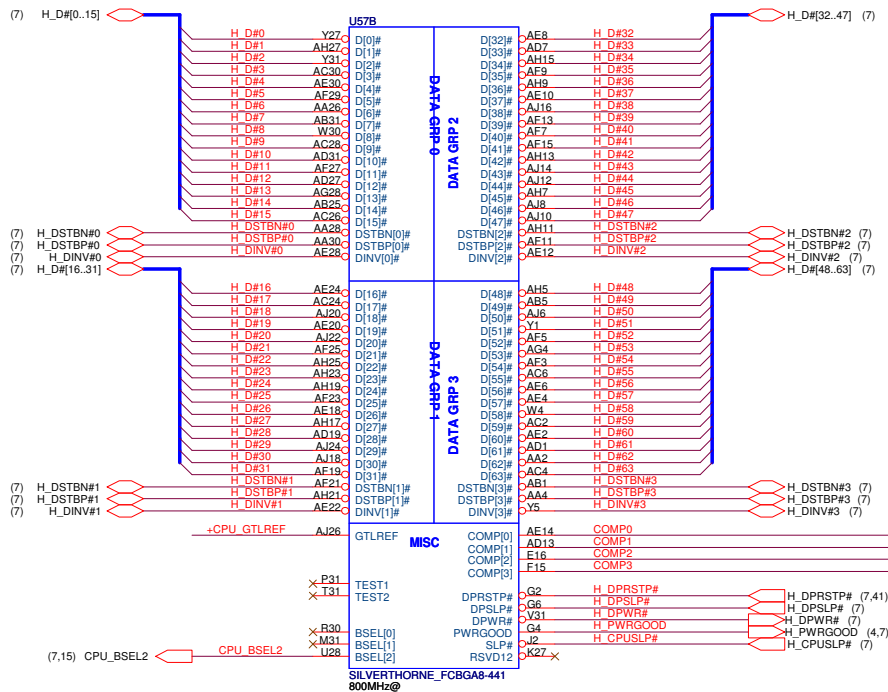 (7) H_D#[0..15] U57B H_D#[32..47] (7)
H_D#0 Y27 D[0]# D[32]# AE8 H_D#32
H_D#1 AH27 D[1]# D[33]# AD7 H_D#33
H_D#2 Y31 D[2]# D[34]# AH15 H_D#34
H_D#3 AC30 D[3]# D[35]# AF9 H_D#35
H_D#4 AE30 D[4]# D[36]# AH9 H_D#36
H_D#5 AF29 D[5]# D[37]# AE10 H_D#37
H_D#6 AA26 D[6]# D[38]# AJ16 H_D#38
H_D#7 AB31 D[7]# D[39]# AF13 H_D#39
H_D#8 W30 D[8]# D[40]# AF7 H_D#40
H_D#9 AC28 D[9]# D[41]# AF15 H_D#41
H_D#10 AD31 D[10]# D[42]# AH13 H_D#42
H_D#11 AF27 D[11]# D[43]# AJ14 H_D#43
H_D#12 AD27 D[12]# D[44]# AJ12 H_D#44
H_D#13 AG28 D[13]# D[45]# AH7 H_D#45
H_D#14 AB25 D[14]# D[46]# AJ8 H_D#46
H_D#15 AC26 D[15]# D[47]# AJ10 H_D#47
DATA GRP 0
DATA GRP 2
(7) H_DSTBN#0 H_DSTBN#0 AA28 DSTBN[0]# DSTBN[2]# AH11 H_DSTBN#2 H_DSTBN#2 (7)
(7) H_DSTBP#0 H_DSTBP#0 AA30 DSTBP[0]# DSTBP[2]# AF11 H_DSTBP#2 H_DSTBP#2 (7)
(7) H_DINV#0 H_DINV#0 AE28 DINV[0]# DINV[2]# AE12 H_DINV#2 H_DINV#2 (7)
(7) H_D#[16..31] H_D#[48..63] (7)
H_D#16 AE24 D[16]# D[48]# AH5 H_D#48
H_D#17 AC24 D[17]# D[49]# AB5 H_D#49
H_D#18 AJ20 D[18]# D[50]# AJ6 H_D#50
H_D#19 AE20 D[19]# D[51]# Y1 H_D#51
H_D#20 AJ22 D[20]# D[52]# AF5 H_D#52
H_D#21 AF25 D[21]# D[53]# AG4 H_D#53
H_D#22 AH25 D[22]# D[54]# AF3 H_D#54
H_D#23 AH23 D[23]# D[55]# AC6 H_D#55
H_D#24 AH19 D[24]# D[56]# AE6 H_D#56
H_D#25 AF23 D[25]# D[57]# AE4 H_D#57
H_D#26 AE18 D[26]# D[58]# W4 H_D#58
H_D#27 AH17 D[27]# D[59]# AC2 H_D#59
H_D#28 AD19 D[28]# D[60]# AE2 H_D#60
H_D#29 AJ24 D[29]# D[61]# AD1 H_D#61
H_D#30 AJ18 D[30]# D[62]# AA2 H_D#62
H_D#31 AF19 D[31]# D[63]# AC4 H_D#63
DATA GRP 1
DATA GRP 3
(7) H_DSTBN#1 H_DSTBN#1 AF21 DSTBN[1]# DSTBN[3]# AB1 H_DSTBN#3 H_DSTBN#3 (7)
(7) H_DSTBP#1 H_DSTBP#1 AH21 DSTBP[1]# DSTBP[3]# AA4 H_DSTBP#3 H_DSTBP#3 (7)
(7) H_DINV#1 H_DINV#1 AE22 DINV[1]# DINV[3]# Y5 H_DINV#3 H_DINV#3 (7)
+CPU_GTLREF AJ26 GTLREF MISC COMP[0] AE14 COMP0
COMP[1] AD13 COMP1
COMP[2] E16 COMP2
COMP[3] F15 COMP3
P31 TEST1
T31 TEST2 DPRSTP# G2 H_DPRSTP# H_DPRSTP# (7,41)
DPSLP# G6 H_DPSLP# H_DPSLP# (7)
DPWR# V31 H_DPWR# H_DPWR# (7)
R30 BSEL[0] PWRGOOD G4 H_PWRGOOD H_PWRGOOD (4,7)
M31 BSEL[1] SLP# J2 H_CPUSLP# H_CPUSLP# (7)
(7,15) CPU_BSEL2 CPU_BSEL2 U28 BSEL[2] RSVD12 K27
SILVERTHORNE_FCBGA8-441
800MHz@